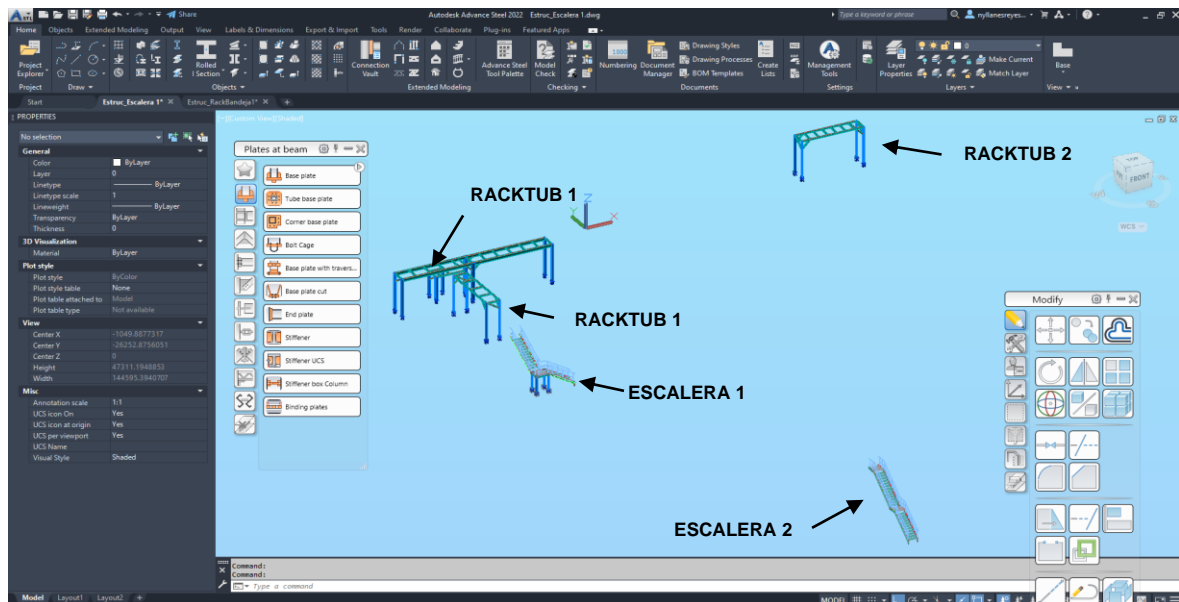 Share
Autodesk Advance Steel 2022 Estruc_Escalera 1.dwg
Type a keyword or phrase
nyllanesreyes...
Home Objects Extended Modeling Output View Labels & Dimensions Export & Import Tools Render Collaborate Plug-ins Featured Apps
Project Explorer
Rolled I Section
Connection Vault
Advance Steel Tool Palette
Model Check
Numbering
Document Manager
Drawing Styles
Drawing Processes
BOM Templates
Create Lists
Management Tools
Layer Properties
0
Make Current
Match Layer
Base
Project Draw Objects Extended Modeling Checking Documents Settings Layers View
Start Estruc_Escalera 1* Estruc_RackBandeja1*
PROPERTIES
No selection
General
Color ByLayer
Layer 0
Linetype ByLayer
Linetype scale 1
Lineweight ByLayer
Transparency ByLayer
Thickness 0
3D Visualization
Material ByLayer
Plot style
Plot style ByColor
Plot style table None
Plot table attached to Model
Plot table type Not available
View
Center X -1049.8877317
Center Y -26252.8756051
Center Z 0
Height 47311.1948853
Width 144595.3940707
Misc
Annotation scale 1:1
UCS icon On Yes
UCS icon at origin Yes
UCS per viewport Yes
UCS Name
Visual Style Shaded
[-][Custom View][Shaded]
Plates at beam
Base plate
Tube base plate
Corner base plate
Bolt Cage
Base plate with travers...
Base plate cut
End plate
Stiffener
Stiffener UCS
Stiffener box Column
Binding plates
RACKTUB 1
RACKTUB 2
RACKTUB 1
ESCALERA 1
ESCALERA 2
Z
X
Y
TOP
FRONT
WCS
Modify
Command:
Command:
Type a command
Model Layout1 Layout2
MODEL